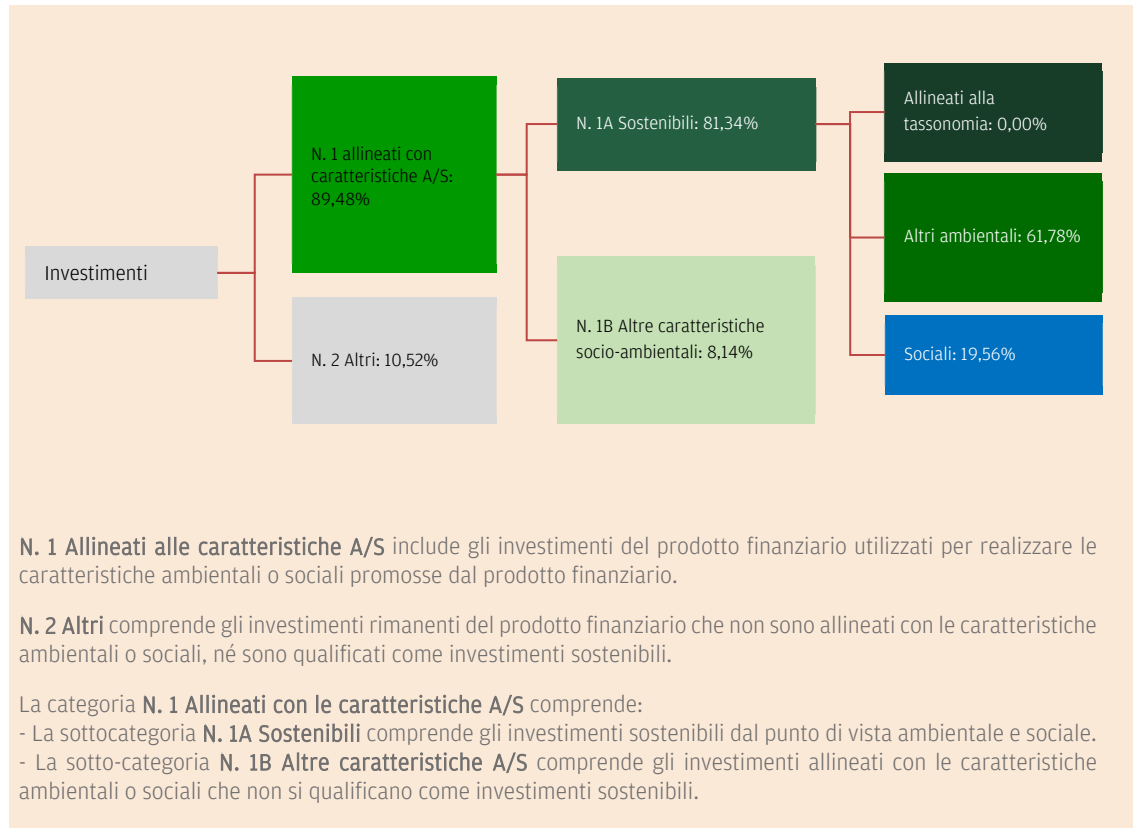 Investimenti
N. 1 allineati con
caratteristiche A/S:
89,48%
N. 2 Altri: 10,52%
N. 1A Sostenibili: 81,34%
N. 1B Altre caratteristiche
socio-ambientali: 8,14%
Allineati alla
tassonomia: 0,00%
Altri ambientali: 61,78%
Sociali: 19,56%
N. 1 Allineati alle caratteristiche A/S include gli investimenti del prodotto finanziario utilizzati per realizzare le
caratteristiche ambientali o sociali promosse dal prodotto finanziario.
N. 2 Altri comprende gli investimenti rimanenti del prodotto finanziario che non sono allineati con le caratteristiche
ambientali o sociali, né sono qualificati come investimenti sostenibili.
La categoria N. 1 Allineati con le caratteristiche A/S comprende:
- La sottocategoria N. 1A Sostenibili comprende gli investimenti sostenibili dal punto di vista ambientale e sociale.
- La sotto-categoria N. 1B Altre caratteristiche A/S comprende gli investimenti allineati con le caratteristiche
ambientali o sociali che non si qualificano come investimenti sostenibili.